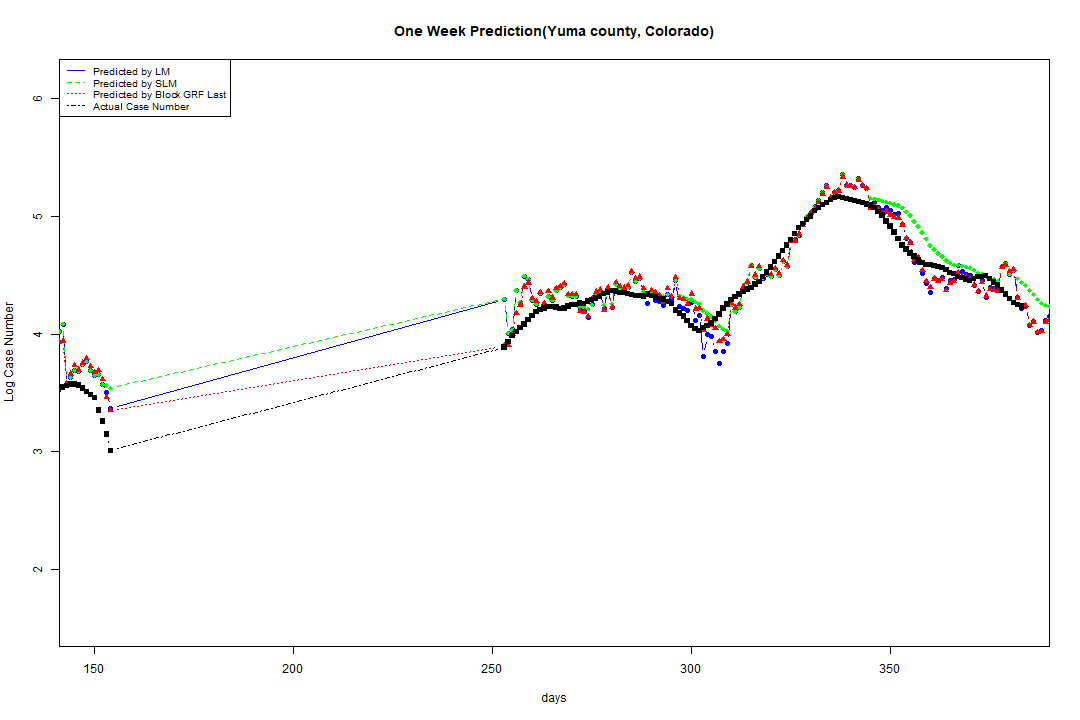 One Week Prediction(Yuma county, Colorado)
Predicted by LM
Predicted by SLM
Predicted by Block GRF Last
Actual Case Number
6
5
4
3
2
Log Case Number
150 200 250 300 350
days